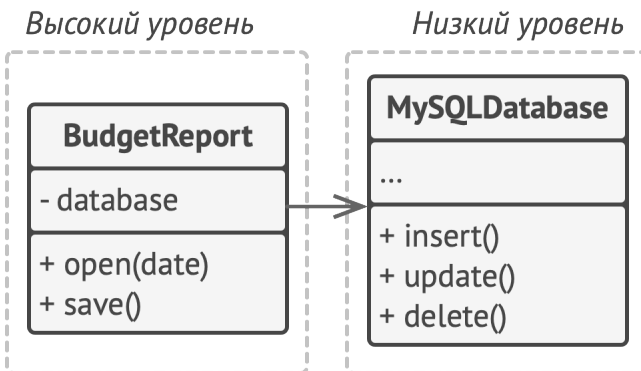 Высокий уровень
Низкий уровень
BudgetReport
- database
+ open(date)
+ save()
MySQLDatabase
...
+ insert()
+ update()
+ delete()